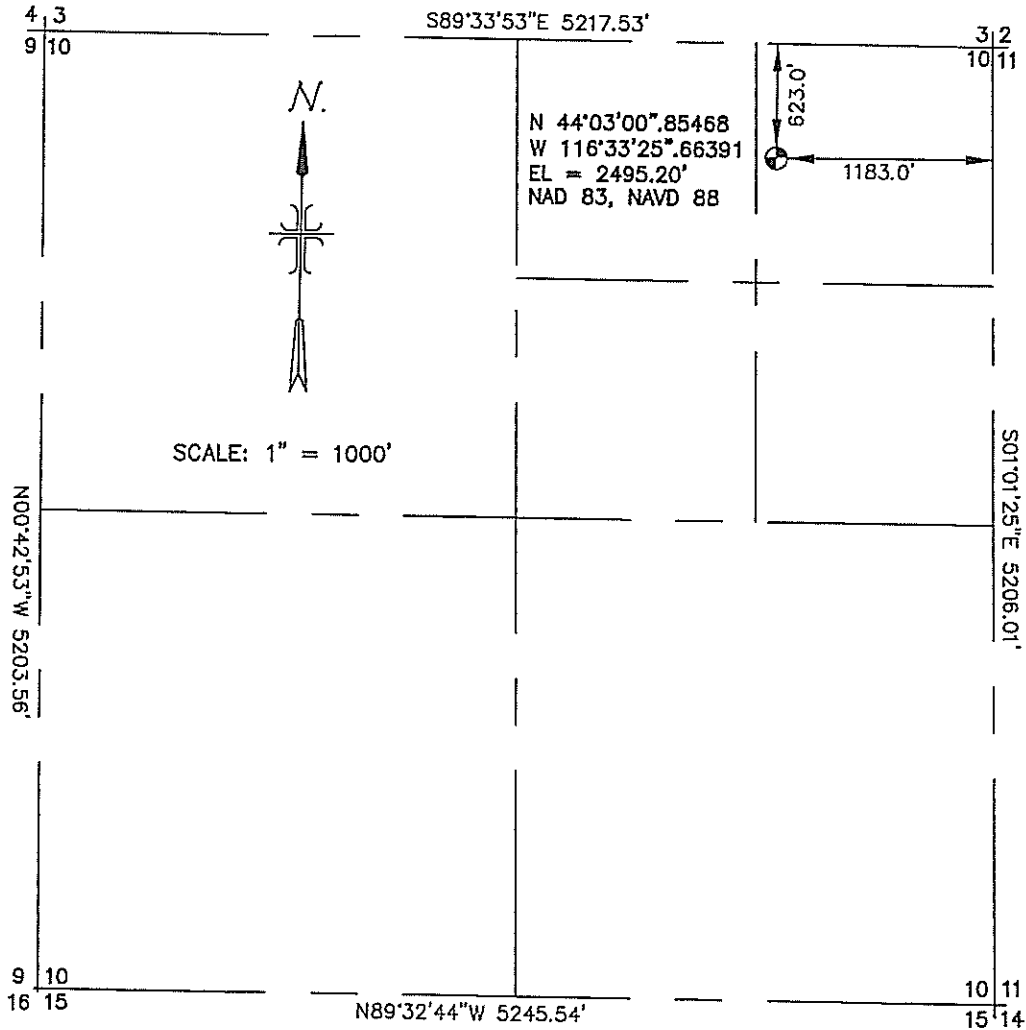 4 3
S89°33'53"E 5217.53'
3 2
9 10
10 11
N.
623.0'
N 44°03'00".85468
W 116°33'25".66391
EL = 2495.20'
NAD 83, NAVD 88
1183.0'
SCALE: 1" = 1000'
N00°42'53"W 5203.56'
S01°01'25"E 5206.01'
9 10
10 11
16 15
N89°32'44"W 5245.54'
15 14